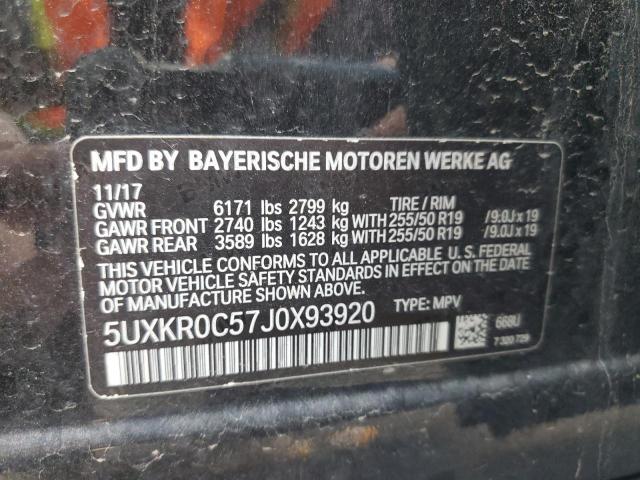 MFD BY BAYERISCHE MOTOREN WERKE AG
11/17
GVWR 6171 lbs 2799 kg TIRE / RIM
GAWR FRONT 2740 lbs 1243 kg WITH 255/50 R19 /9.0J x 19
GAWR REAR 3589 lbs 1628 kg WITH 255/50 R19 /9.0J x 19
THIS VEHICLE CONFORMS TO ALL APPLICABLE U. S. FEDERAL
MOTOR VEHICLE SAFETY STANDARDS IN EFFECT ON THE DATE
OF MANUFACTURE SHOWN ABOVE.
5UXKR0C57J0X93920 TYPE: MPV
668U
7 320 729